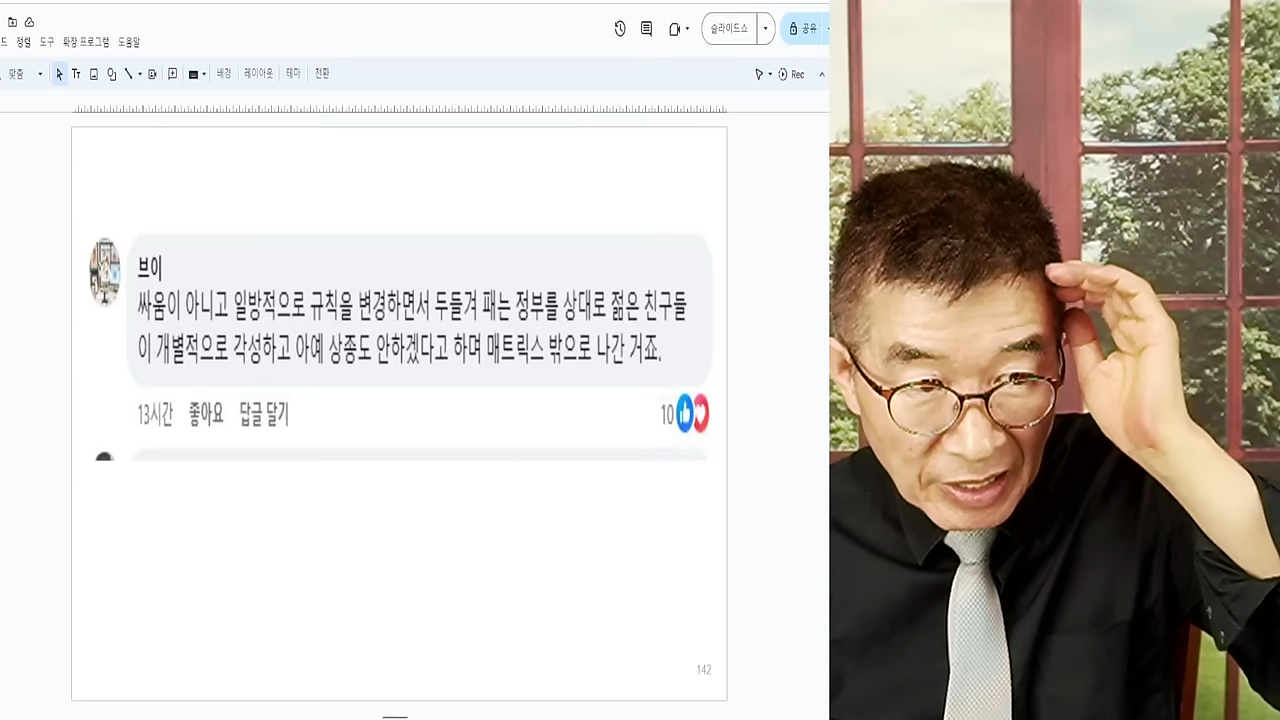 정렬 도구 확장 프로그램 도움말
슬라이드쇼
공유
맞춤
Tт
배경 레이아웃 테마 전환
Rec
브이
싸움이 아니고 일방적으로 규칙을 변경하면서 두들겨 패는 정부를 상대로 젊은 친구들
이 개별적으로 각성하고 아예 상종도 안하겠다고 하며 매트릭스 밖으로 나간 거죠.
13시간 좋아요 답글 달기
10
142